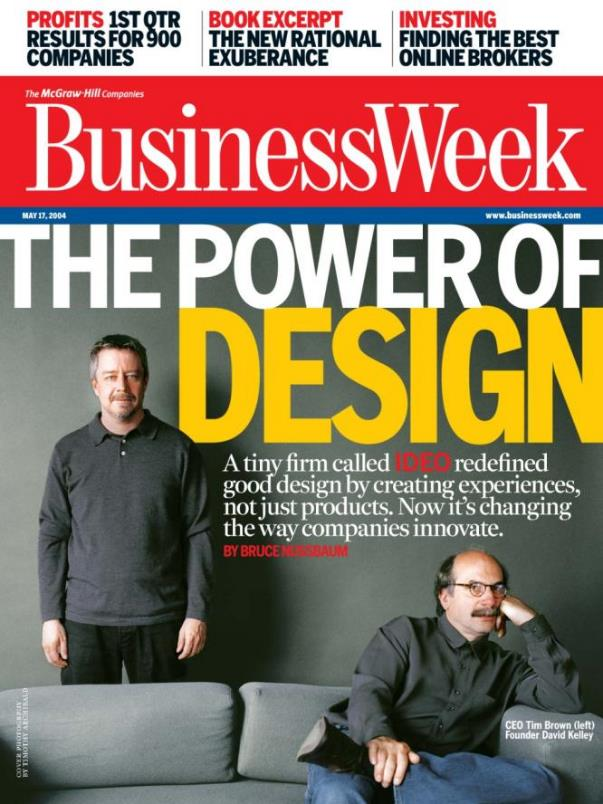 PROFITS 1ST QTR
RESULTS FOR 900
COMPANIES
BOOK EXCERPT
THE NEW RATIONAL
EXUBERANCE
INVESTING
FINDING THE BEST
ONLINE BROKERS
The McGraw-Hill Companies
BusinessWeek
MAY 17, 2004
www.businessweek.com
THE POWER OF
DESIGN
A tiny firm called IDEO redefined
good design by creating experiences,
not just products. Now it's changing
the way companies innovate.
BY BRUCE NUSSBAUM
CEO Tim Brown (left)
Founder David Kelley
COVER PHOTOGRAPHY
BY TIMOTHY ARCHIBALD